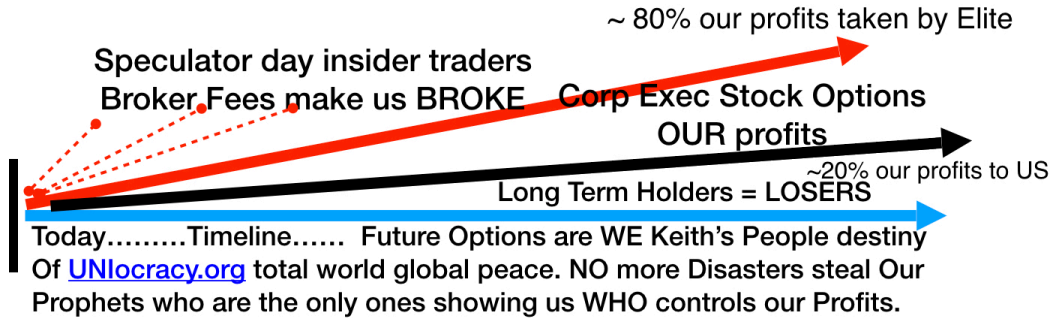 ~ 80% our profits taken by Elite
Speculator day insider traders
Broker Fees make us BROKE
Corp Exec Stock Options
OUR profits
~20% our profits to US
Long Term Holders = LOSERS
Today.........Timeline...... Future Options are WE Keith's People destiny
Of UNIocracy.org total world global peace. NO more Disasters steal Our
Prophets who are the only ones showing us WHO controls our Profits.